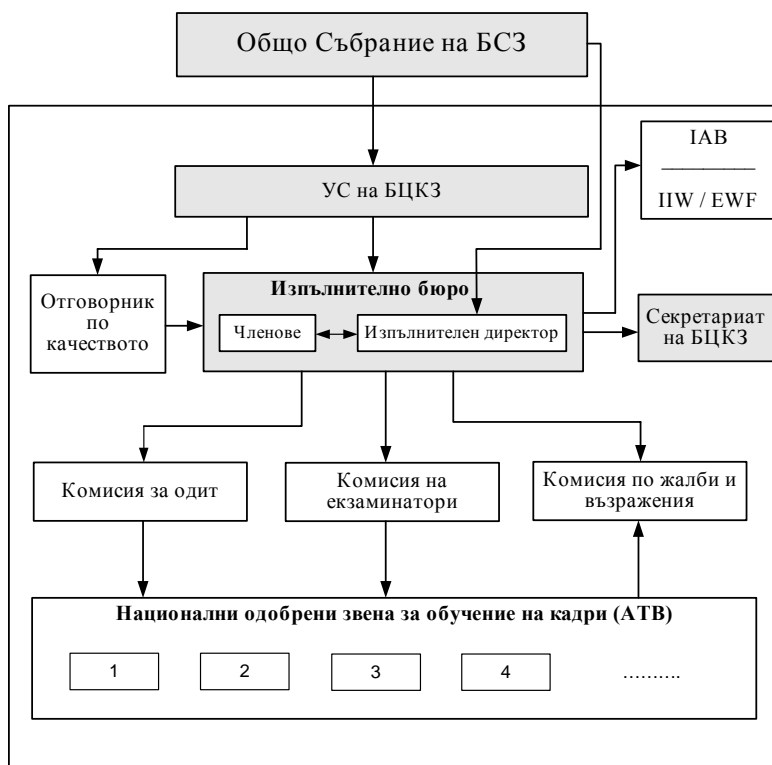 Общо Събрание на БСЗ
IAB
IIW / EWF
УС на БЦКЗ
Отговорник
по
качеството
Изпълнително бюро
Членове
Изпълнителен директор
Секретариат
на БЦКЗ
Комисия за одит
Комисия на
екзаминатори
Комисия по жалби и
възражения
Национални одобрени звена за обучение на кадри (АТВ)
1
2
3
4
..........